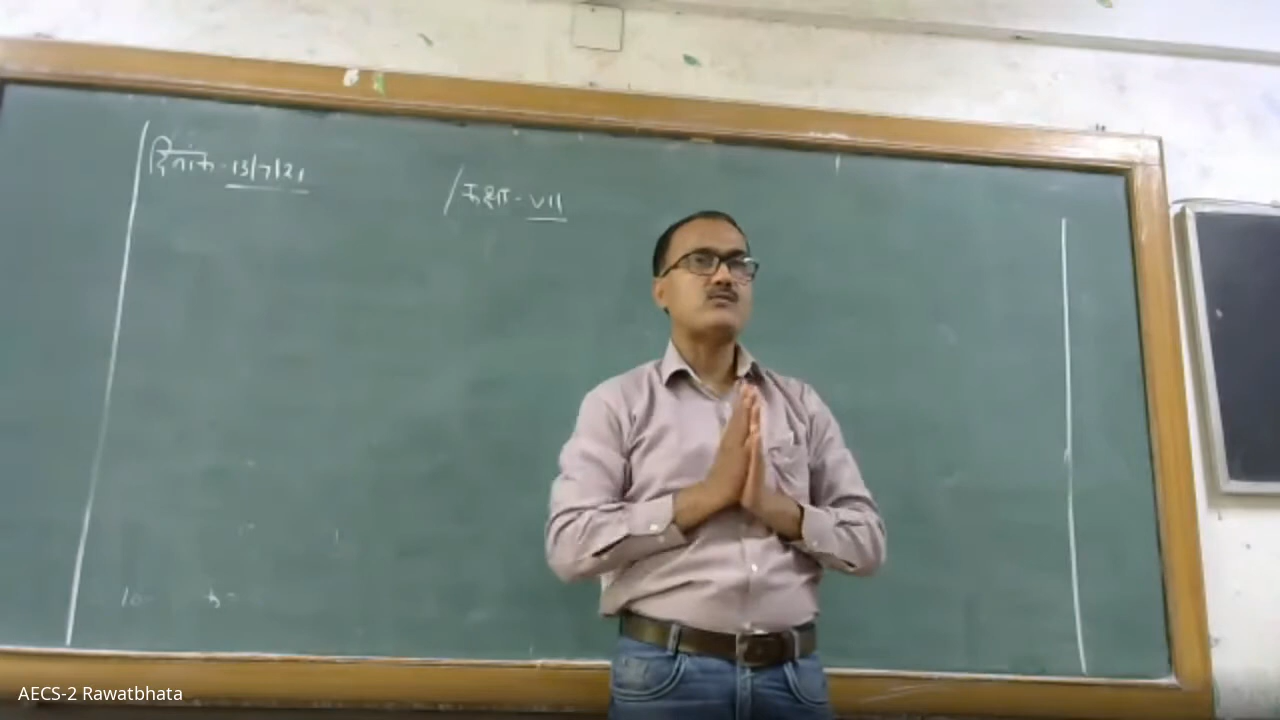 दिनांक - 13/7/21
कक्षा - VII
AECS-2 Rawatbhata